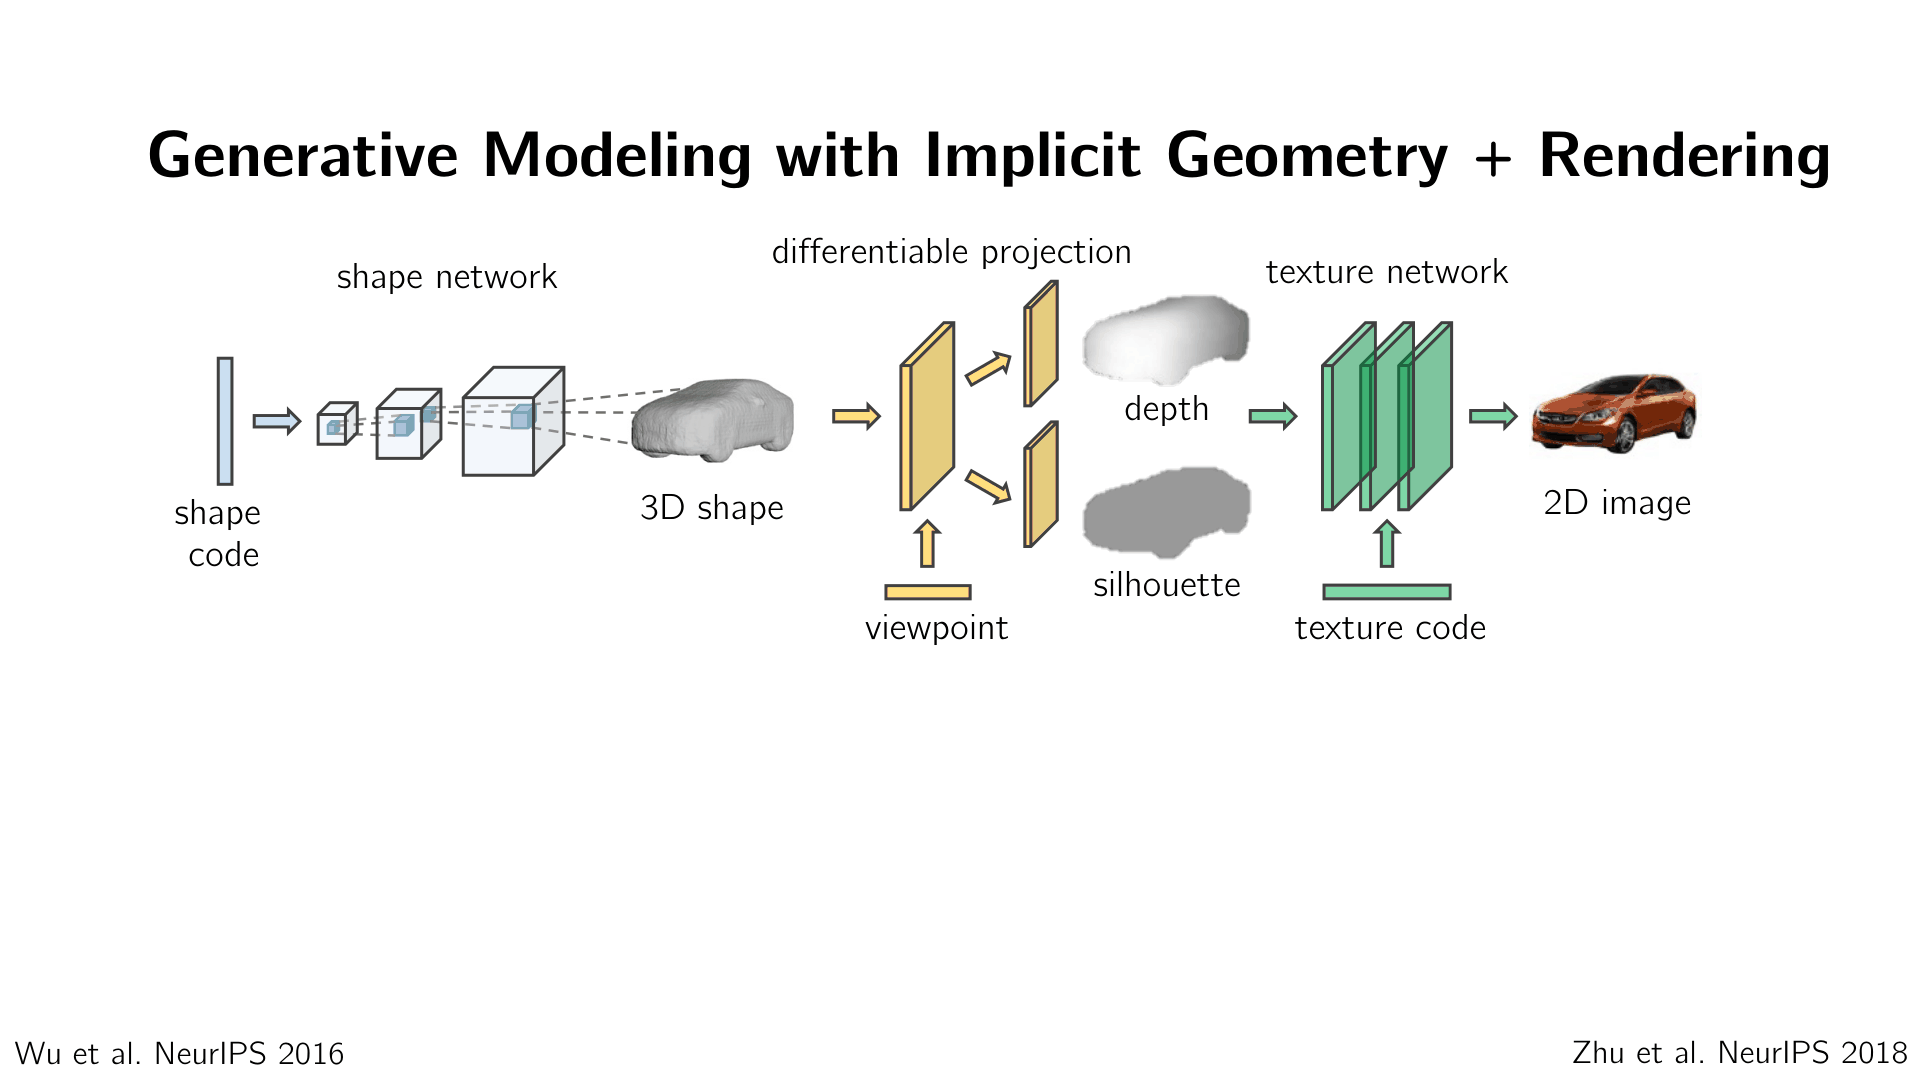 Generative Modeling with Implicit Geometry + Rendering
shape network
differentiable projection
texture network
shape
code
3D shape
depth
silhouette
viewpoint
texture code
2D image
Wu et al. NeurIPS 2016
Zhu et al. NeurIPS 2018